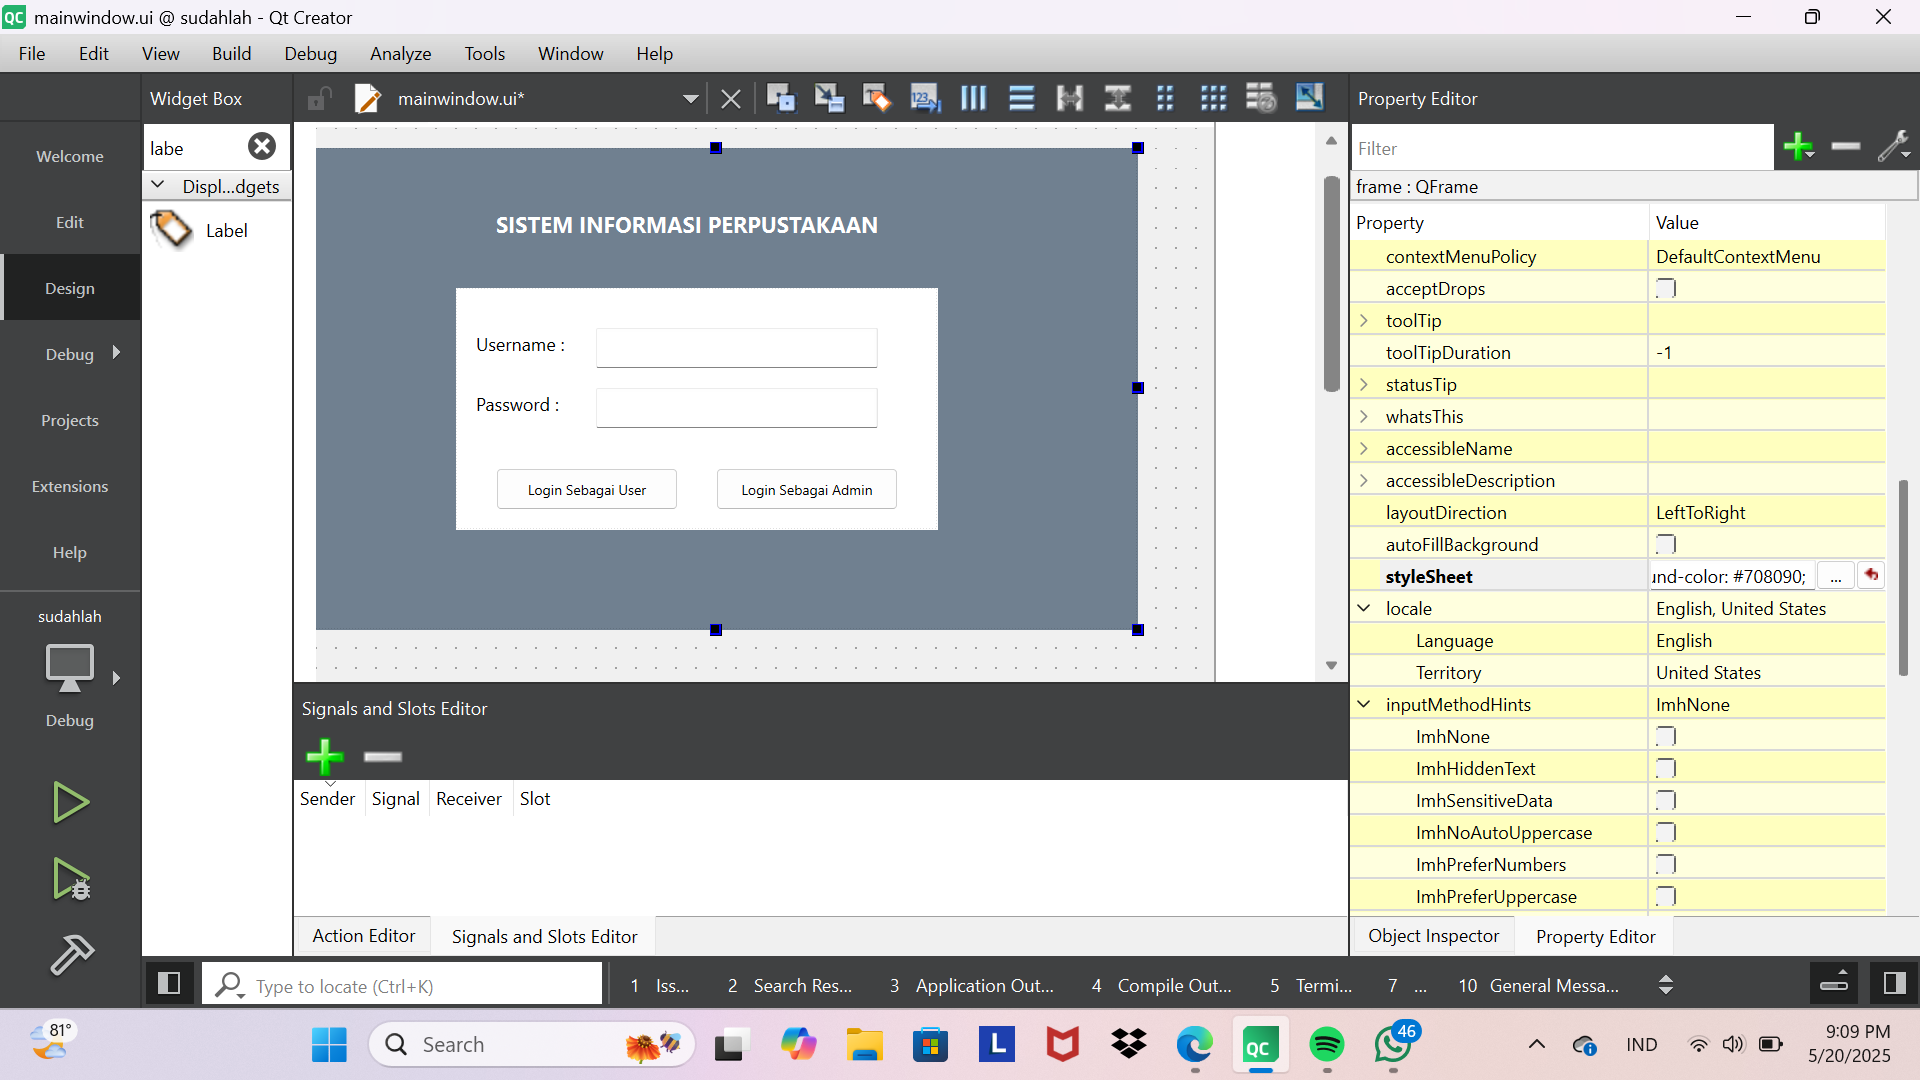 mainwindow.ui @ sudahlah - Qt Creator
File Edit View Build Debug Analyze Tools Window Help
Widget Box
mainwindow.ui*
Property Editor
labe
Filter
Displ...dgets
Label
frame : QFrame
Welcome
Edit
Design
Debug
Projects
Extensions
Help
sudahlah
Debug
SISTEM INFORMASI PERPUSTAKAAN
Username :
Password :
Login Sebagai User
Login Sebagai Admin
Property Value
contextMenuPolicy DefaultContextMenu
acceptDrops
toolTip
toolTipDuration -1
statusTip
whatsThis
accessibleName
accessibleDescription
layoutDirection LeftToRight
autoFillBackground
styleSheet und-color: #708090; ...
locale English, United States
Language English
Territory United States
inputMethodHints ImhNone
ImhNone
ImhHiddenText
ImhSensitiveData
ImhNoAutoUppercase
ImhPreferNumbers
ImhPreferUppercase
Signals and Slots Editor
Sender Signal Receiver Slot
Action Editor Signals and Slots Editor
Object Inspector Property Editor
Type to locate (Ctrl+K)
1 Iss... 2 Search Res... 3 Application Out... 4 Compile Out... 5 Termi... 7 ... 10 General Messa...
81°
Search
L
QC
46
IND
9:09 PM
5/20/2025
QC
123